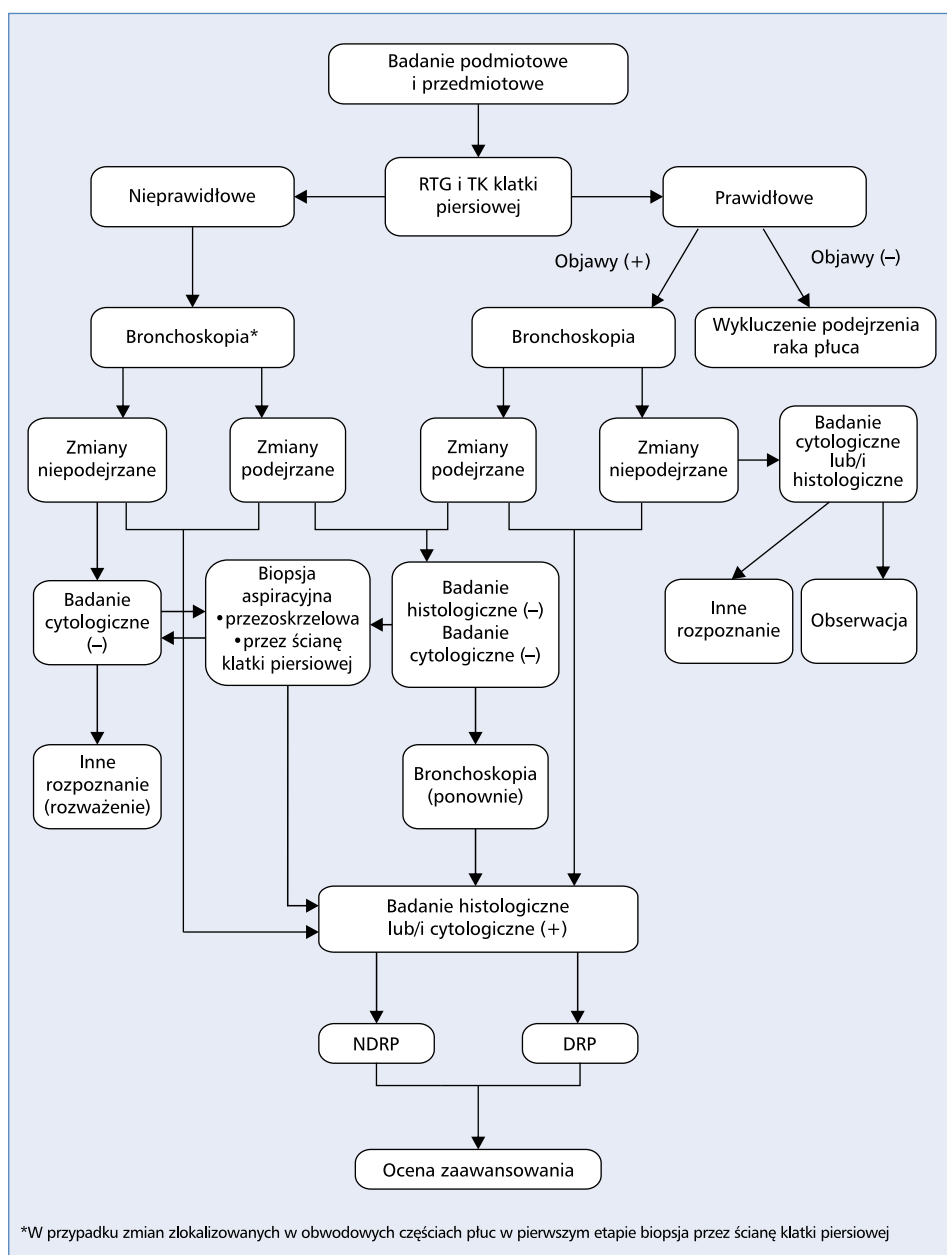 Badanie podmiotowe
i przedmiotowe
RTG i TK klatki
piersiowej
Nieprawidłowe
Prawidłowe
Objawy (+)
Objawy (–)
Bronchoskopia*
Bronchoskopia
Wykluczenie podejrzenia
raka płuca
Zmiany
niepodejrzane
Zmiany
podejrzane
Zmiany
podejrzane
Zmiany
niepodejrzane
Badanie
cytologiczne
lub/i
histologiczne
Badanie
cytologiczne
(–)
Biopsja
aspiracyjna
•przezoskrzelowa
•przez ścianę
klatki piersiowej
Badanie
histologiczne (–)
Badanie
cytologiczne (–)
Inne
rozpoznanie
Obserwacja
Inne
rozpoznanie
(rozważenie)
Bronchoskopia
(ponownie)
Badanie histologiczne
lub/i cytologiczne (+)
NDRP
DRP
Ocena zaawansowania
*W przypadku zmian zlokalizowanych w obwodowych częściach płuc w pierwszym etapie biopsja przez ścianę klatki piersiowej